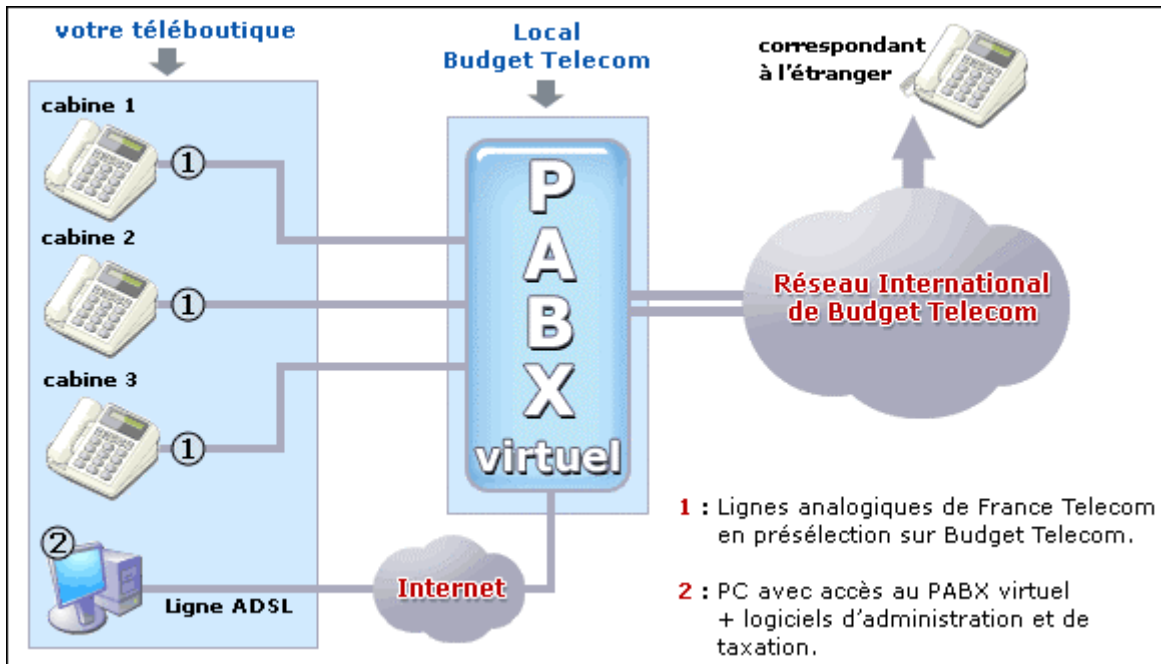 votre téléboutique
Local
Budget Telecom
correspondant
à l'étranger
cabine 1
1
cabine 2
1
cabine 3
1
2
Ligne ADSL
PABX
virtuel
Internet
Réseau International
de Budget Telecom
1 : Lignes analogiques de France Telecom
en présélection sur Budget Telecom.
2 : PC avec accès au PABX virtuel
+ logiciels d'administration et de
taxation.